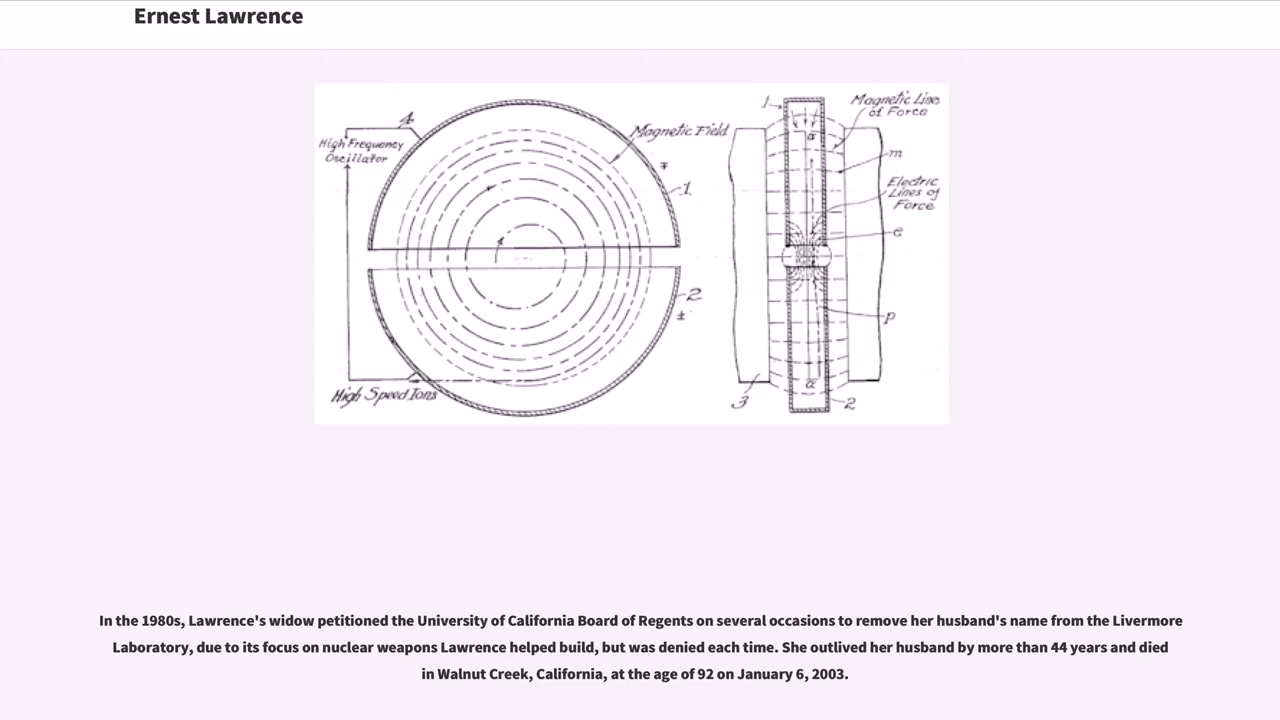 Ernest Lawrence
4
High Frequency
Oscillator
Magnetic Field
∓
1
2
±
High Speed Ions
1
Magnetic Lines
of Force
a
m
Electric
Lines of
Force
e
p
a
3
2
In the 1980s, Lawrence's widow petitioned the University of California Board of Regents on several occasions to remove her husband's name from the Livermore
Laboratory, due to its focus on nuclear weapons Lawrence helped build, but was denied each time. She outlived her husband by more than 44 years and died
in Walnut Creek, California, at the age of 92 on January 6, 2003.